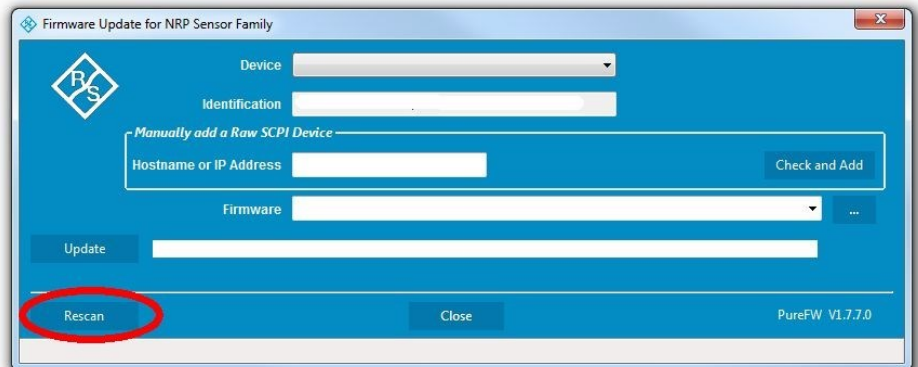 Firmware Update for NRP Sensor Family
R
S
Device
Identification
Manually add a Raw SCPI Device
Hostname or IP Address
Check and Add
Firmware
...
Update
Rescan
Close
PureFW V1.7.7.0